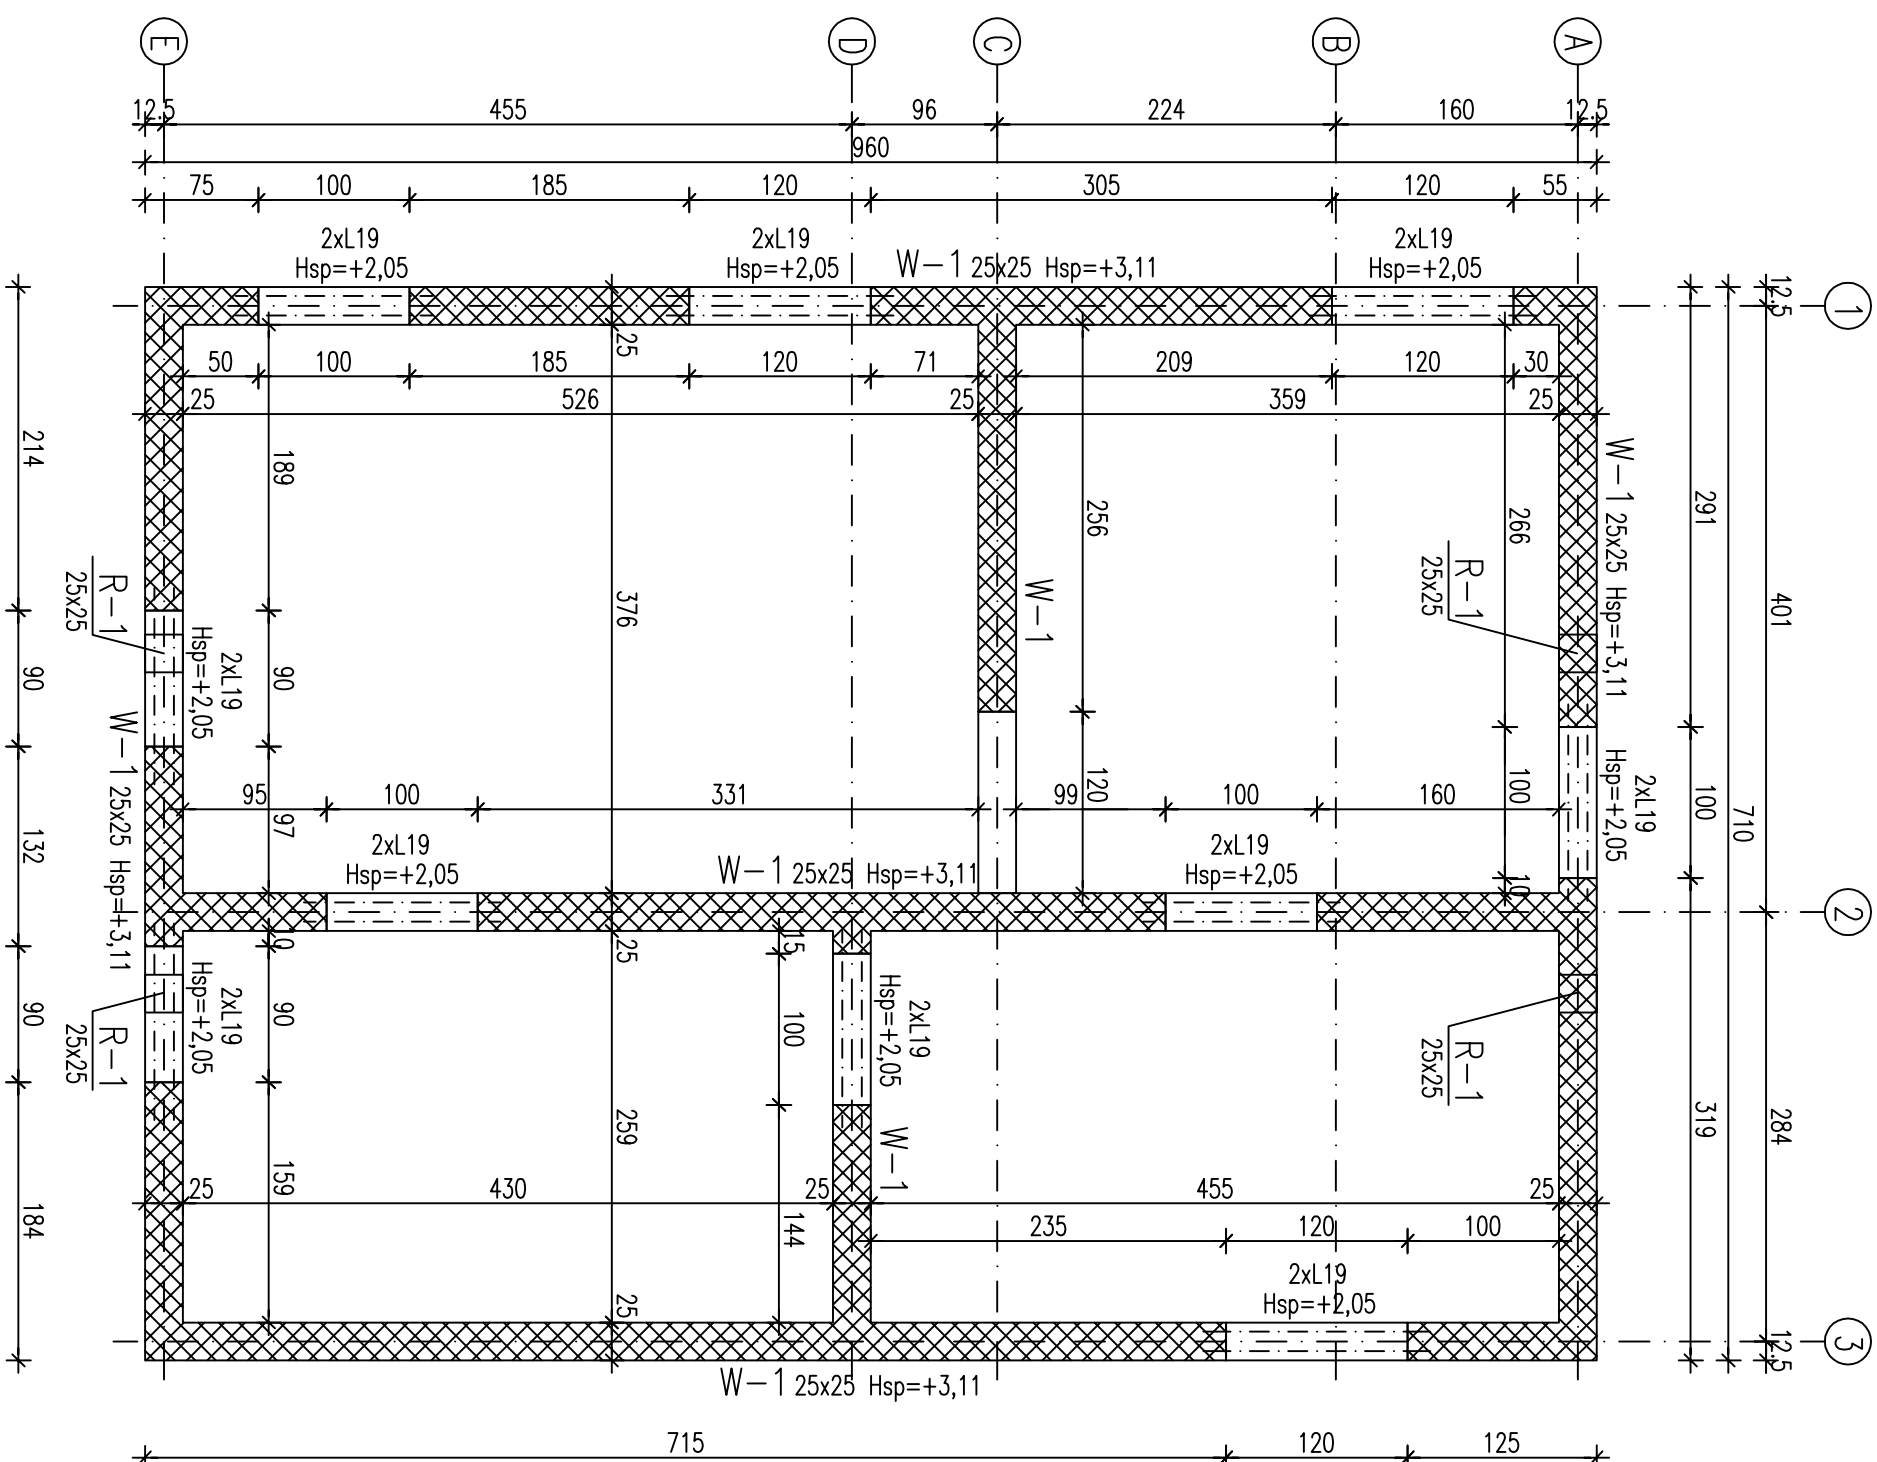 E
D
C
B
A
12.5
455
96
224
160
12.5
960
75
100
185
120
305
120
55
2xL19
Hsp=+2,05
2xL19
Hsp=+2,05
W-1 25x25 Hsp=+3,11
2xL19
Hsp=+2,05
12.5
1
25
50
100
185
120
71
209
120
30
25
526
25
359
25
214
189
256
266
W-1 25x25 Hsp=+3,11
291
401
R-1
25x25
376
W-1
R-1
25x25
90
2xL19
Hsp=+2,05
90
120
100
2xL19
Hsp=+2,05
100
710
95
100
331
99
100
160
W-1 25x25 Hsp=+3,11
132
97
2xL19
Hsp=+2,05
W-1 25x25 Hsp=+3,11
2xL19
Hsp=+2,05
10
2
10
25
15
90
R-1
25x25
2xL19
Hsp=+2,05
90
100
2xL19
Hsp=+2,05
R-1
25x25
259
W-1
319
284
184
159
25
430
25
455
25
144
235
120
100
2xL19
Hsp=+2,05
25
12.5
3
W-1 25x25 Hsp=+3,11
715
120
125